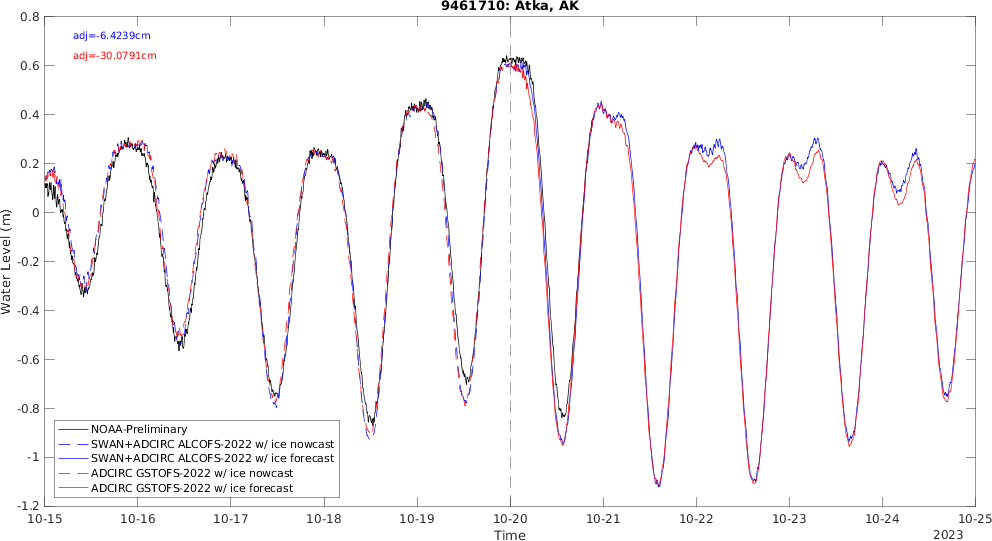 9461710: Atka, AK
adj=-6.4239cm
adj=-30.0791cm
0.8
0.6
0.4
0.2
0
-0.2
-0.4
-0.6
-0.8
-1
-1.2
Water Level (m)
NOAA-Preliminary
SWAN+ADCIRC ALCOFS-2022 w/ ice nowcast
SWAN+ADCIRC ALCOFS-2022 w/ ice forecast
ADCIRC GSTOFS-2022 w/ ice nowcast
ADCIRC GSTOFS-2022 w/ ice forecast
10-15 10-16 10-17 10-18 10-19 10-20 10-21 10-22 10-23 10-24 10-25
Time
2023